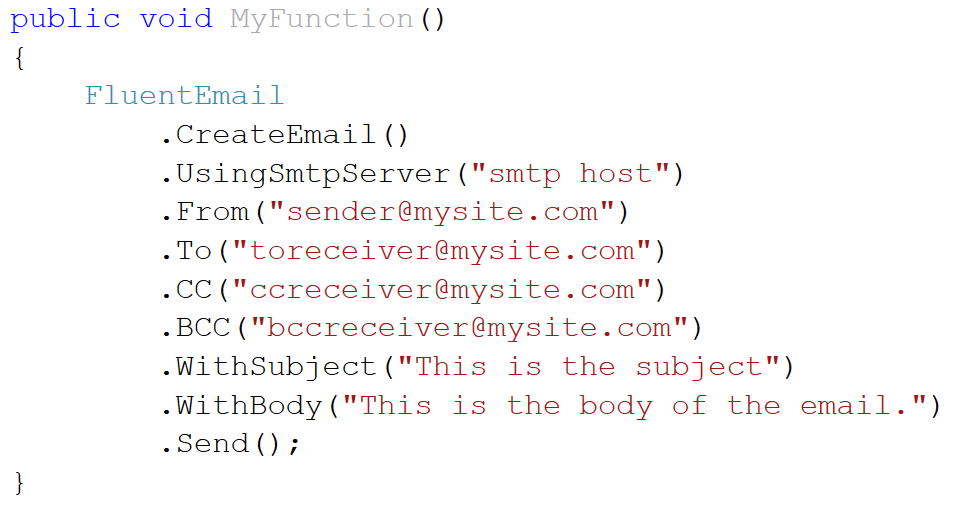 public void MyFunction()
{
FluentEmail
.CreateEmail()
.UsingSmtpServer("smtp host")
.From("sender@mysite.com")
.To("toreceiver@mysite.com")
.CC("ccreceiver@mysite.com")
.BCC("bccreceiver@mysite.com")
.WithSubject("This is the subject")
.WithBody("This is the body of the email.")
.Send();
}